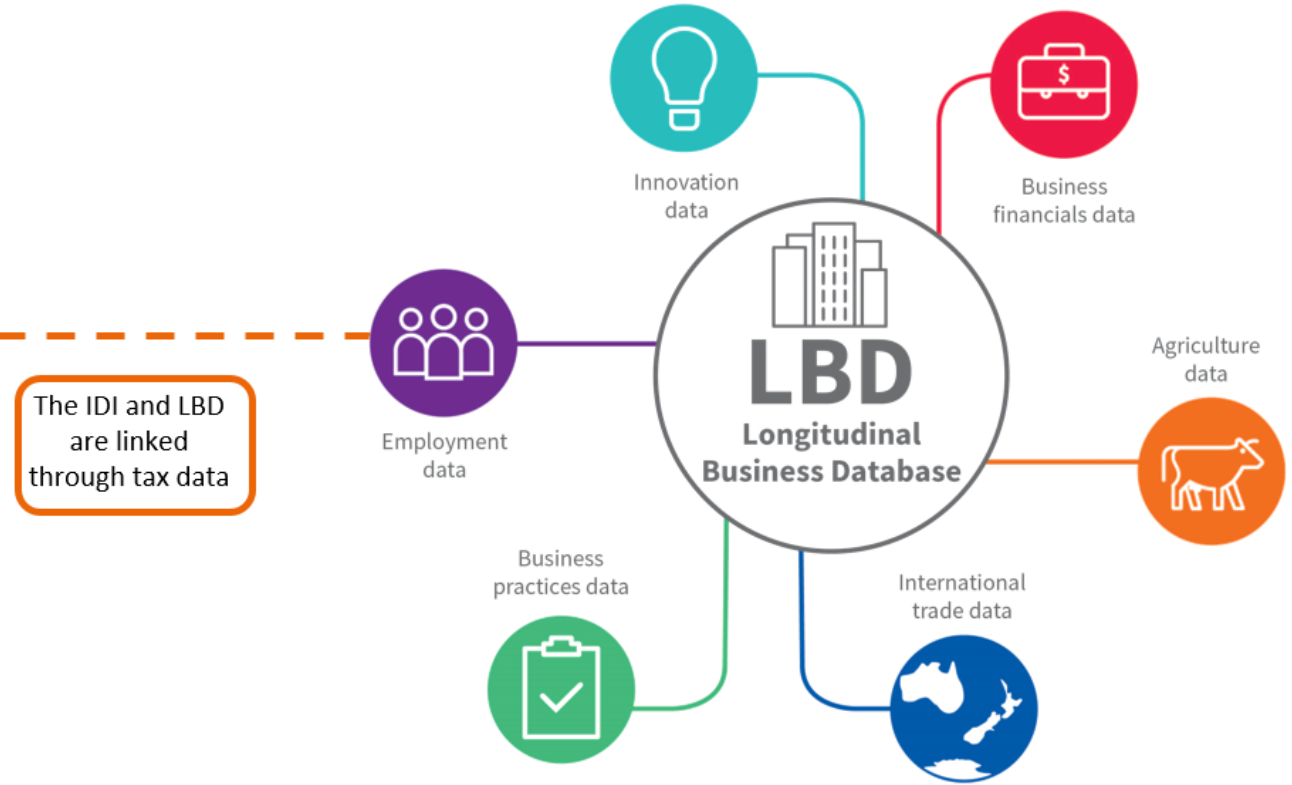 Innovation
data
$
Business
financials data
LBD
Longitudinal
Business Database
Agriculture
data
The IDI and LBD
are linked
through tax data
Employment
data
Business
practices data
International
trade data